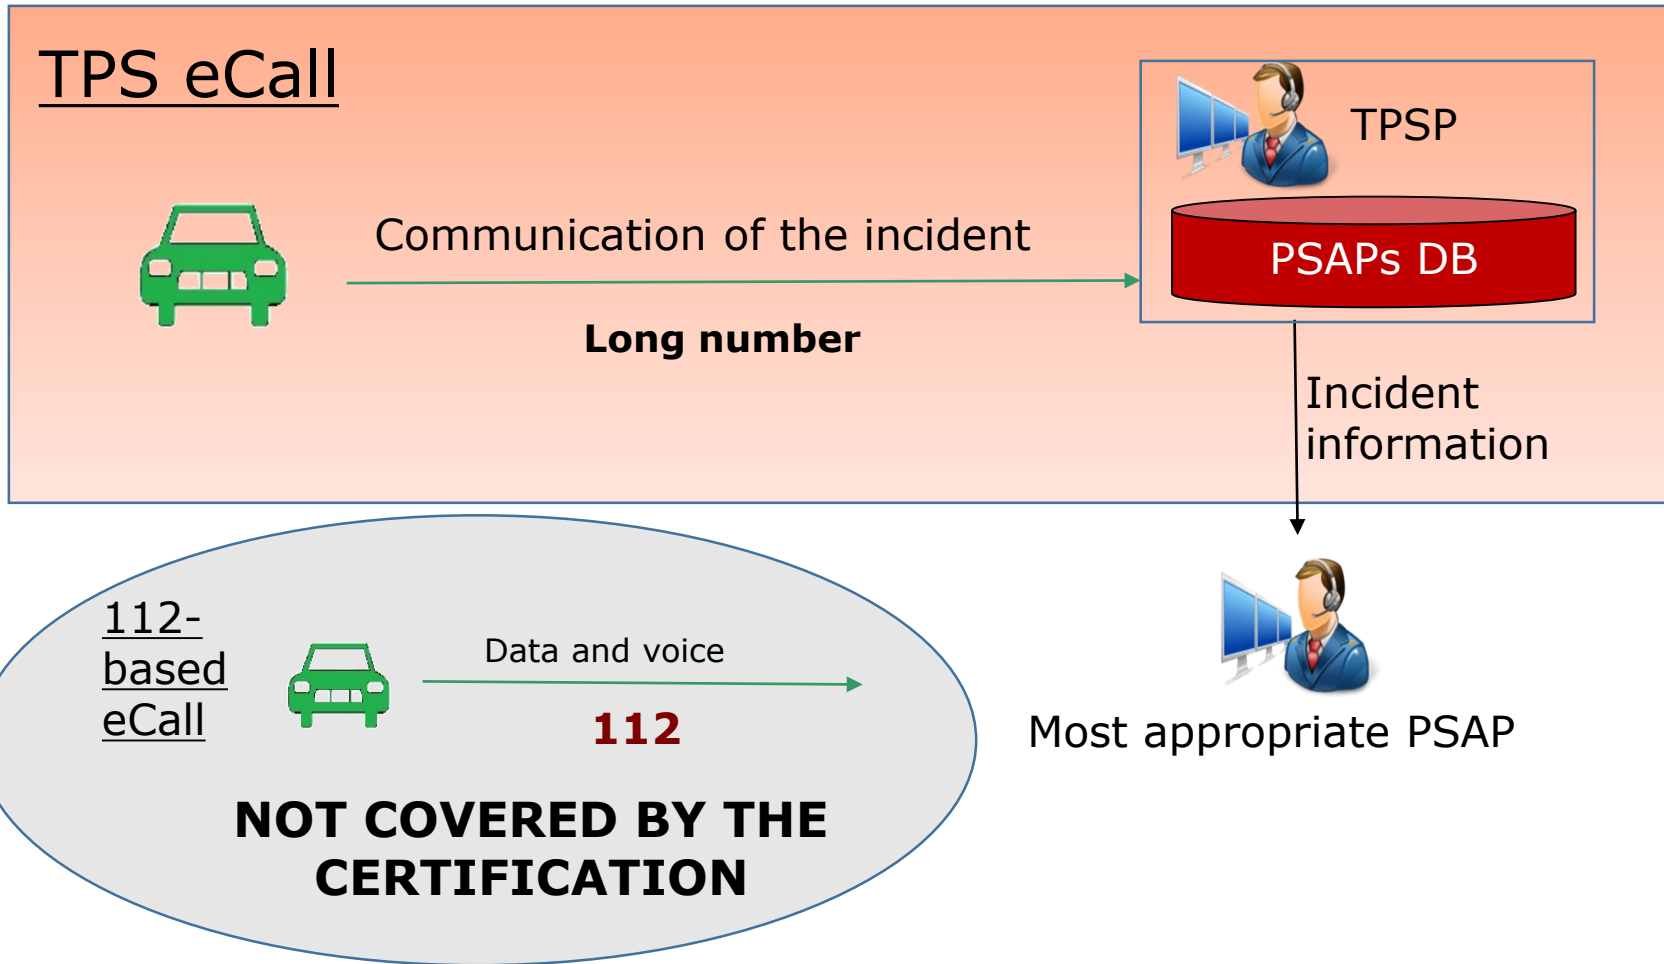 TPS eCall
TPSP
Communication of the incident
PSAPs DB
Long number
Incident
information
112-
based
eCall
Data and voice
112
Most appropriate PSAP
NOT COVERED BY THE
CERTIFICATION